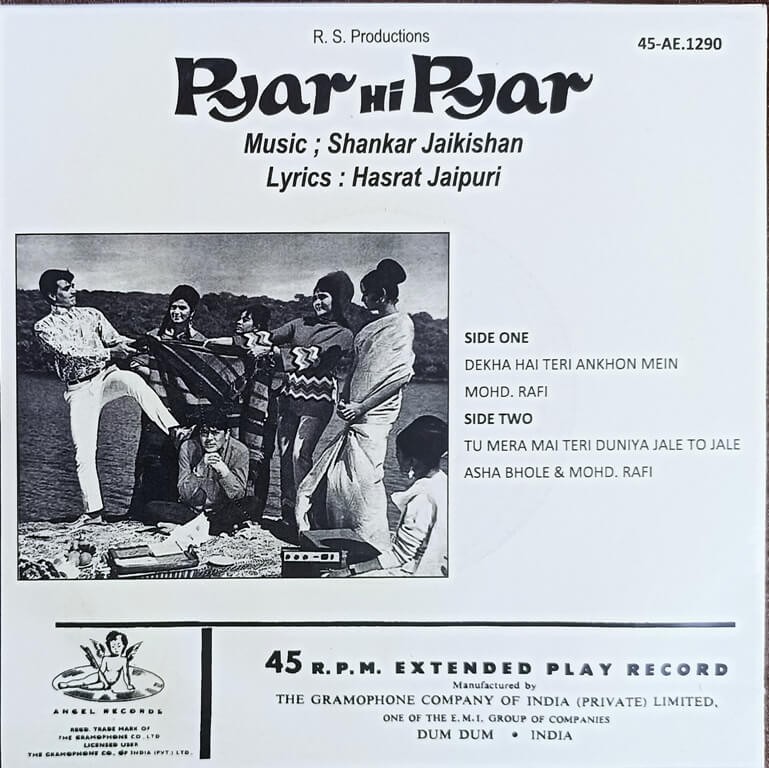 R. S. Productions
45-AE.1290
Pyar Hi Pyar
Music ; Shankar Jaikishan
Lyrics : Hasrat Jaipuri
SIDE ONE
DEKHA HAI TERI ANKHON MEIN
MOHD. RAFI
SIDE TWO
TU MERA MAI TERI DUNIYA JALE TO JALE
ASHA BHOLE & MOHD. RAFI
ANGEL RECORDS
REGD. TRADE MARK OF
THE GRAMOPHONE CO., LTD
LICENSED USER
THE GRAMOPHONE CO., OF INDIA (PVT.) LTD.
45 R.P.M. EXTENDED PLAY RECORD
Manufactured by
THE GRAMOPHONE COMPANY OF INDIA (PRIVATE) LIMITED,
ONE OF THE E.M.I. GROUP OF COMPANIES
DUM DUM • INDIA